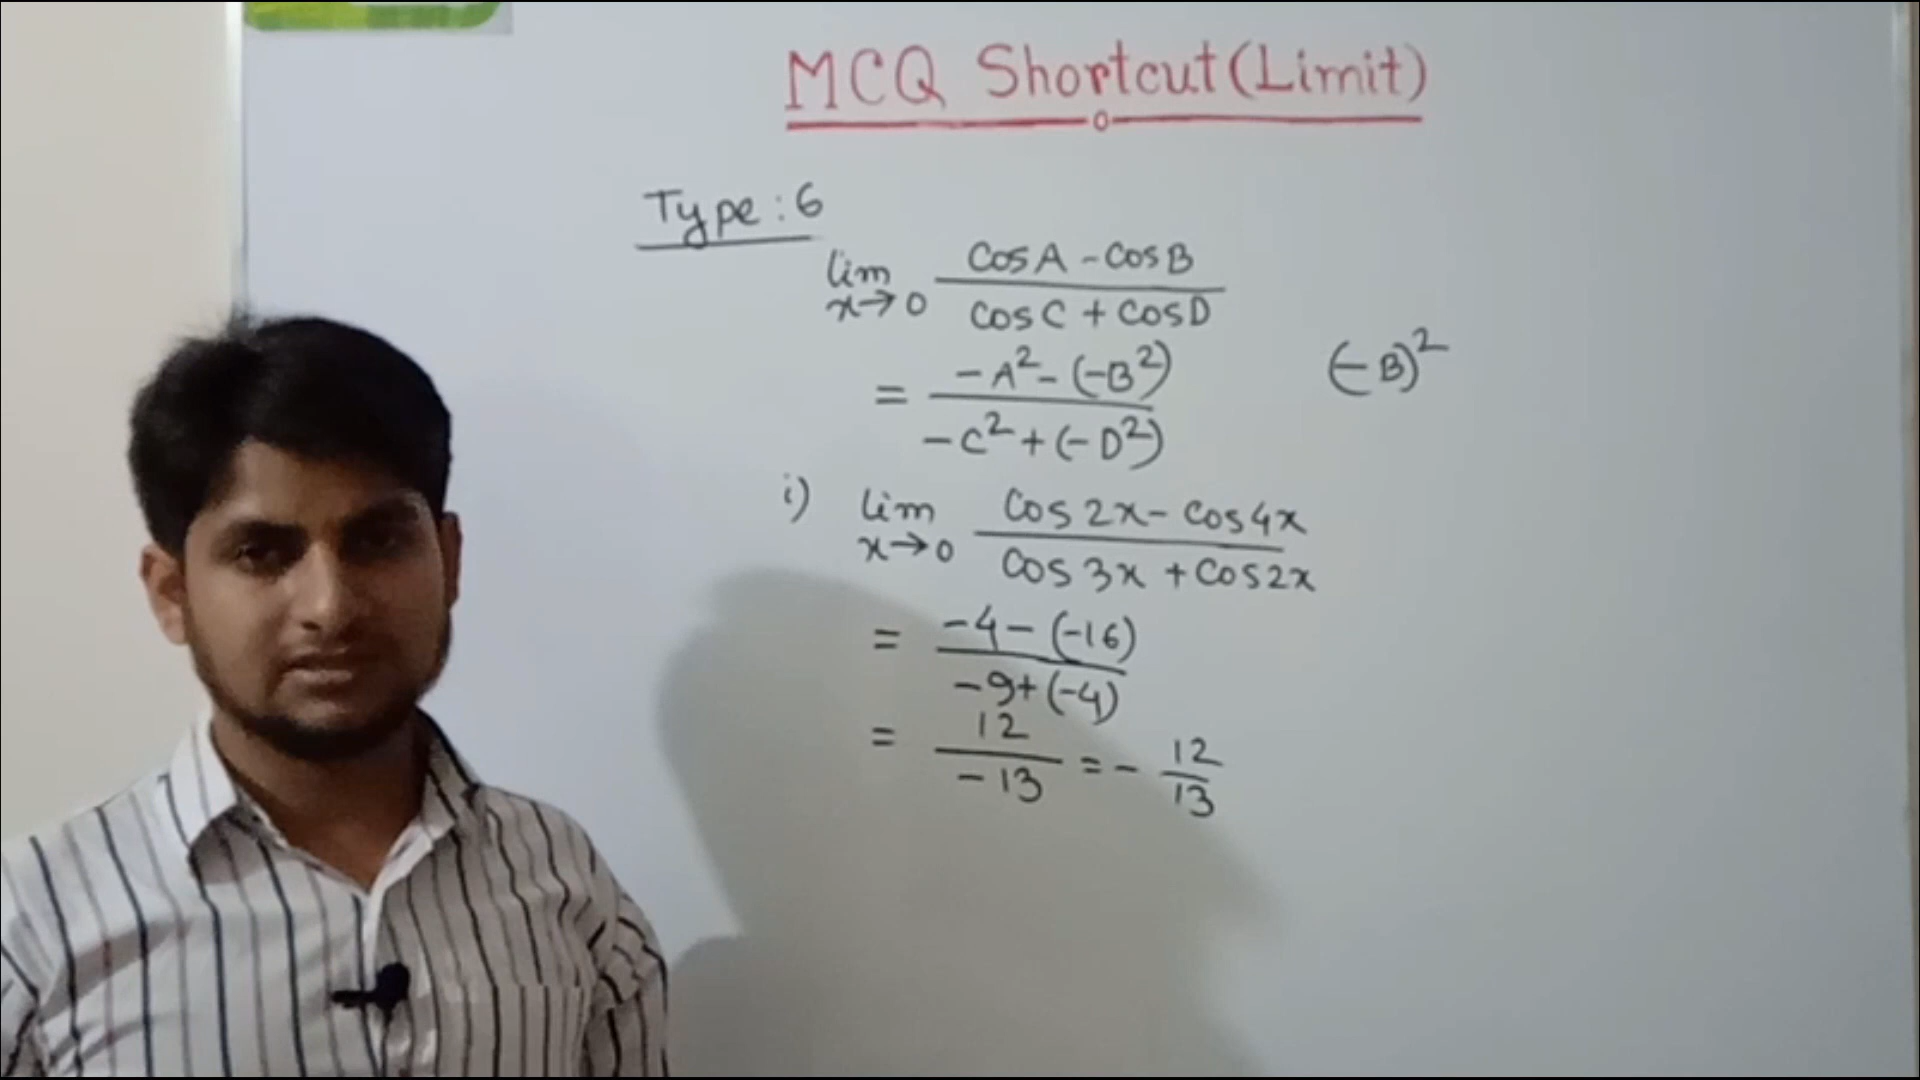 MCQ Shortcut (Limit)
Type : 6
lim x→0 (cosA - cosB) / (cosC + cosD)
= (-A² - (-B²)) / (-C² + (-D²))
(-B)²
i) lim x→0 (cos 2x - cos 4x) / (cos 3x + cos 2x)
= (-4 - (-16)) / (-9 + (-4))
= 12 / -13 = - 12/13